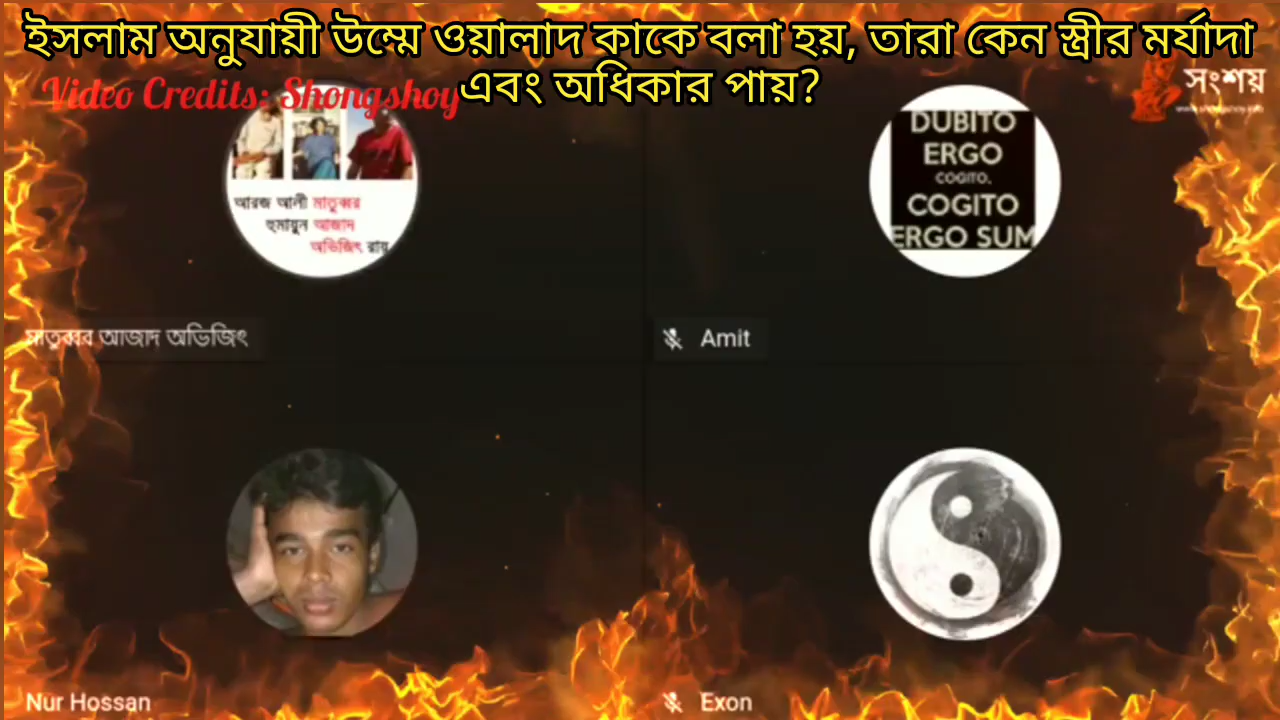 ইসলাম অনুযায়ী উম্মে ওয়ালাদ কাকে বলা হয়, তারা কেন স্ত্রীর মর্যাদা
এবং অধিকার পায়?
Video Credits: Shongshoy
সংশয়
আরজ আলী মাতুব্বর
হুমায়ুন আজাদ
অভিজিৎ রায়
DUBITO
ERGO
COGITO,
COGITO
ERGO SUM
মাতুব্বর আজাদ অভিজিৎ
Amit
Nur Hossan
Exon